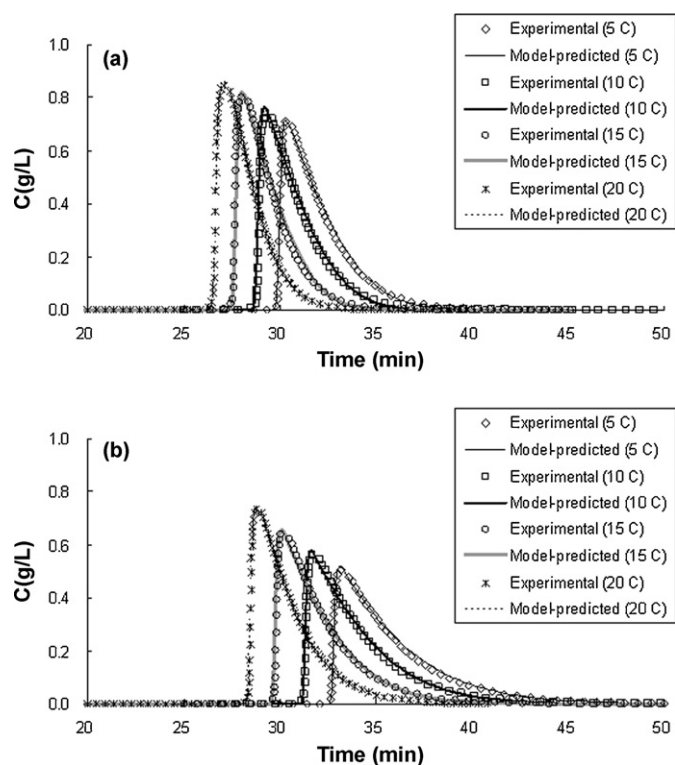 (a)
C(g/L)
1.0
0.8
0.6
0.4
0.2
0.0
20 25 30 35 40 45 50
Time (min)
Experimental (5 C)
Model-predicted (5 C)
Experimental (10 C)
Model-predicted (10 C)
Experimental (15 C)
Model-predicted (15 C)
Experimental (20 C)
Model-predicted (20 C)
(b)
C(g/L)
1.0
0.8
0.6
0.4
0.2
0.0
20 25 30 35 40 45 50
Time (min)
Experimental (5 C)
Model-predicted (5 C)
Experimental (10 C)
Model-predicted (10 C)
Experimental (15 C)
Model-predicted (15 C)
Experimental (20 C)
Model-predicted (20 C)